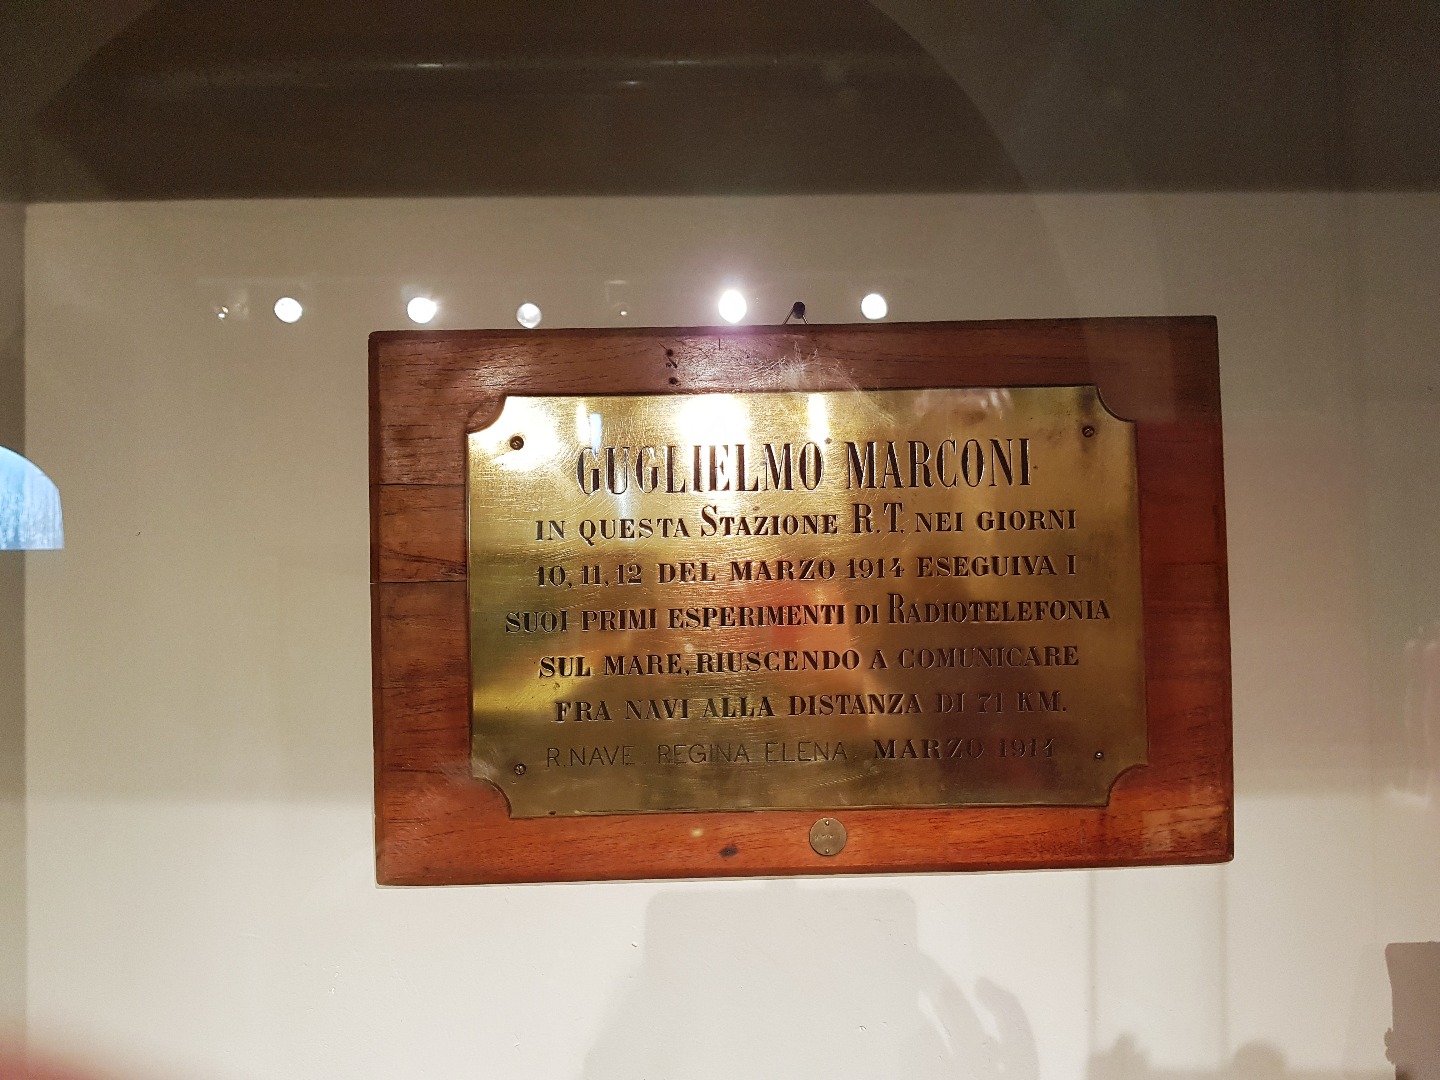 GUGLIELMO MARCONI
IN QUESTA STAZIONE R.T. NEI GIORNI
10, 11, 12 DEL MARZO 1914 ESEGUIVA I
SUOI PRIMI ESPERIMENTI DI RADIOTELEFONIA
SUL MARE, RIUSCENDO A COMUNICARE
FRA NAVI ALLA DISTANZA DI 71 KM.
R. NAVE REGINA ELENA. MARZO 1914